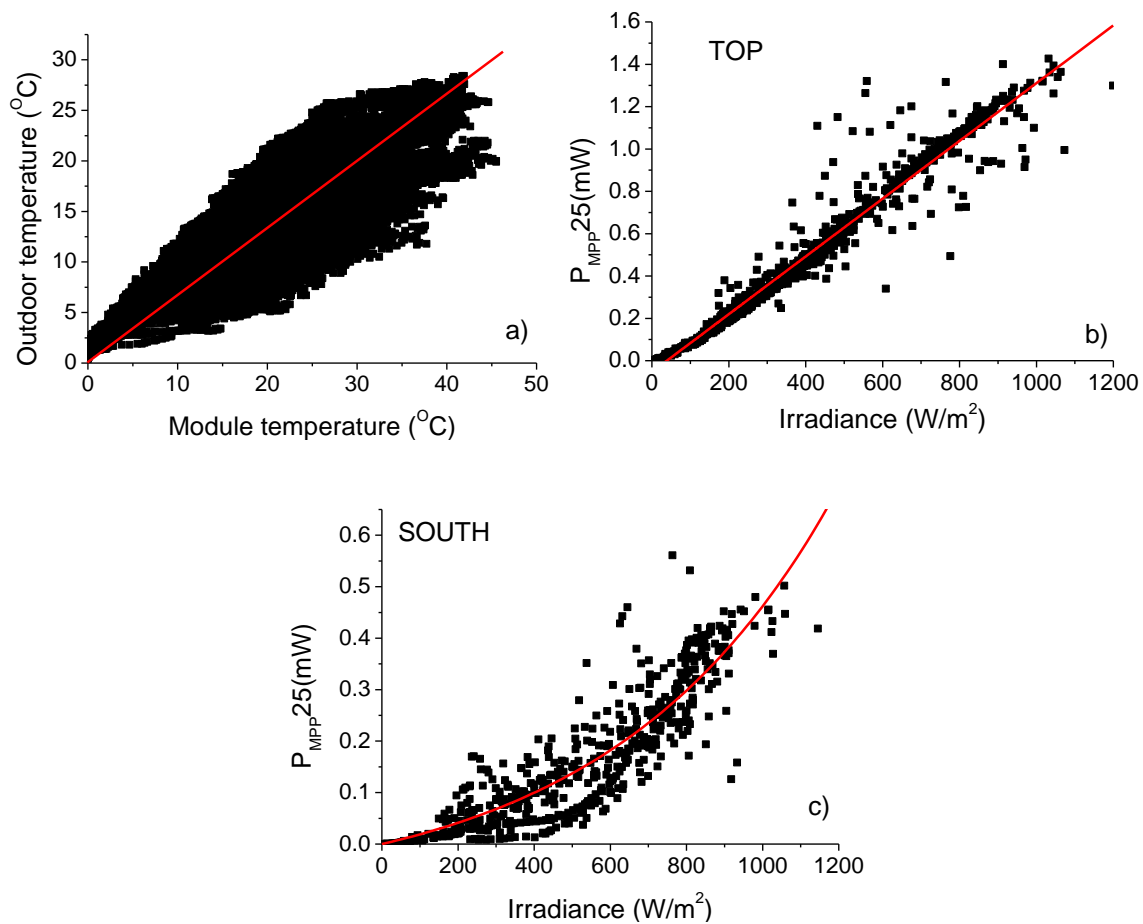 30
25
20
15
10
5
0
0 10 20 30 40 50
Outdoor temperature (°C)
Module temperature (°C)
a)
TOP
1.6
1.4
1.2
1.0
0.8
0.6
0.4
0.2
0.0
0 200 400 600 800 1000 1200
P_MPP25(mW)
Irradiance (W/m²)
b)
SOUTH
0.6
0.5
0.4
0.3
0.2
0.1
0.0
0 200 400 600 800 1000 1200
P_MPP25(mW)
Irradiance (W/m²)
c)